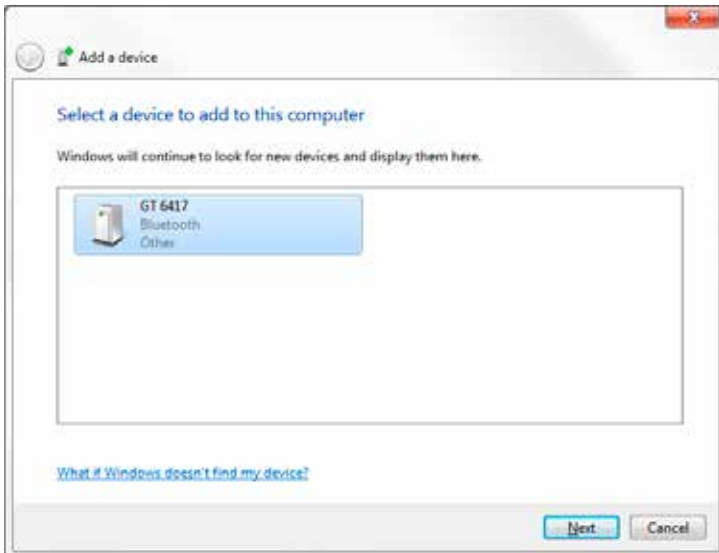 Add a device
Select a device to add to this computer
Windows will continue to look for new devices and display them here.
GT 6417
Bluetooth
Other
What if Windows doesn't find my device?
Next
Cancel